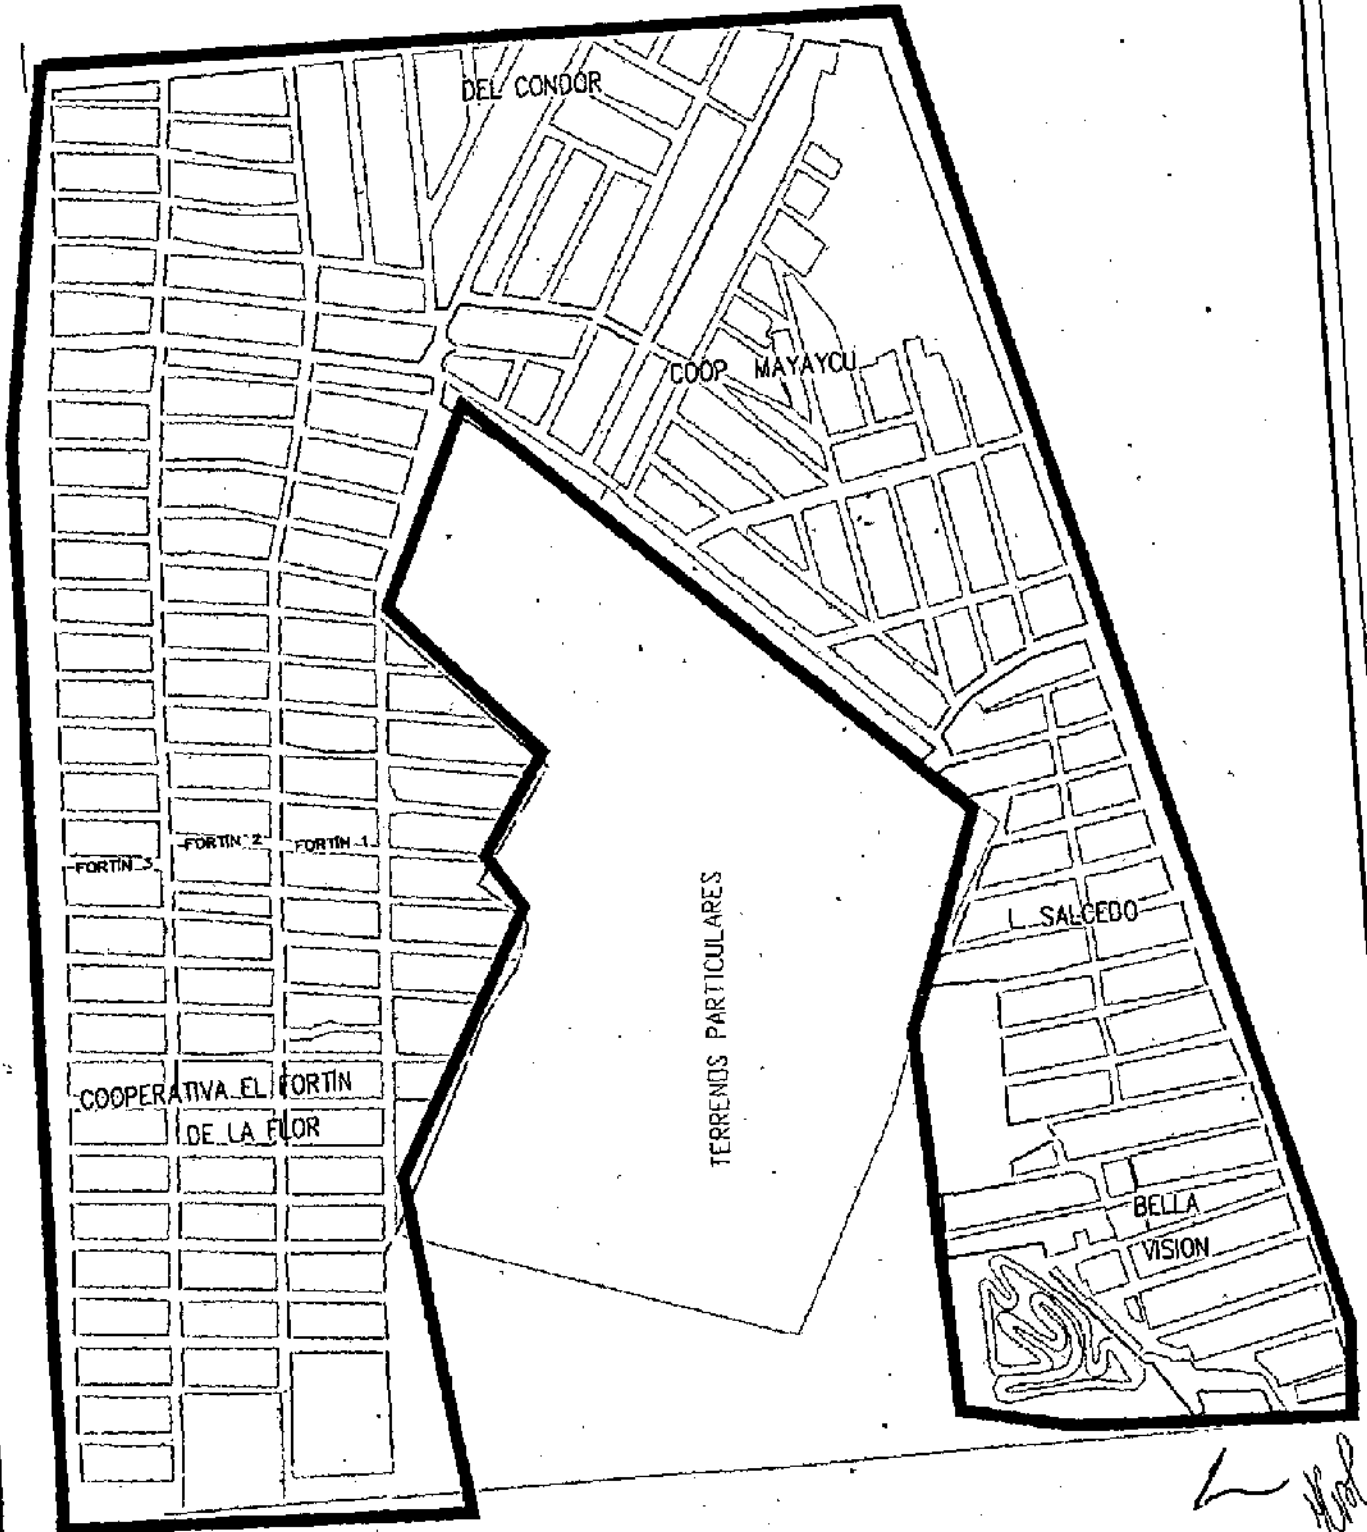 DEL CONDOR
COOP MAYAYCU
FORTIN 3
FORTIN 2
FORTIN 1
L SALCEDO
TERRENOS PARTICULARES
COOPERATIVA EL FORTIN
DE LA FLOR
BELLA
VISION